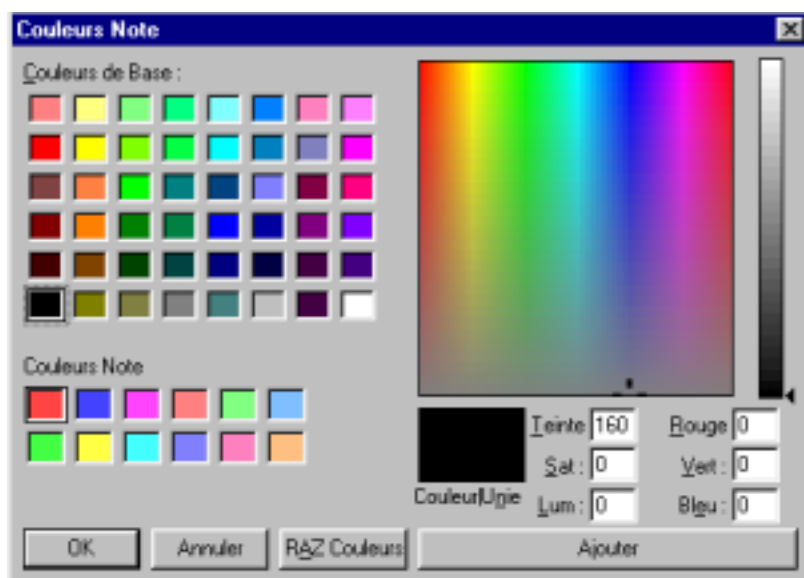 Couleurs Note
Couleurs de Base :
Couleurs Note
Teinte 160
Rouge 0
Sat : 0
Vert : 0
Couleur|Unie
Lum : 0
Bleu : 0
OK
Annuler
RAZ Couleurs
Ajouter